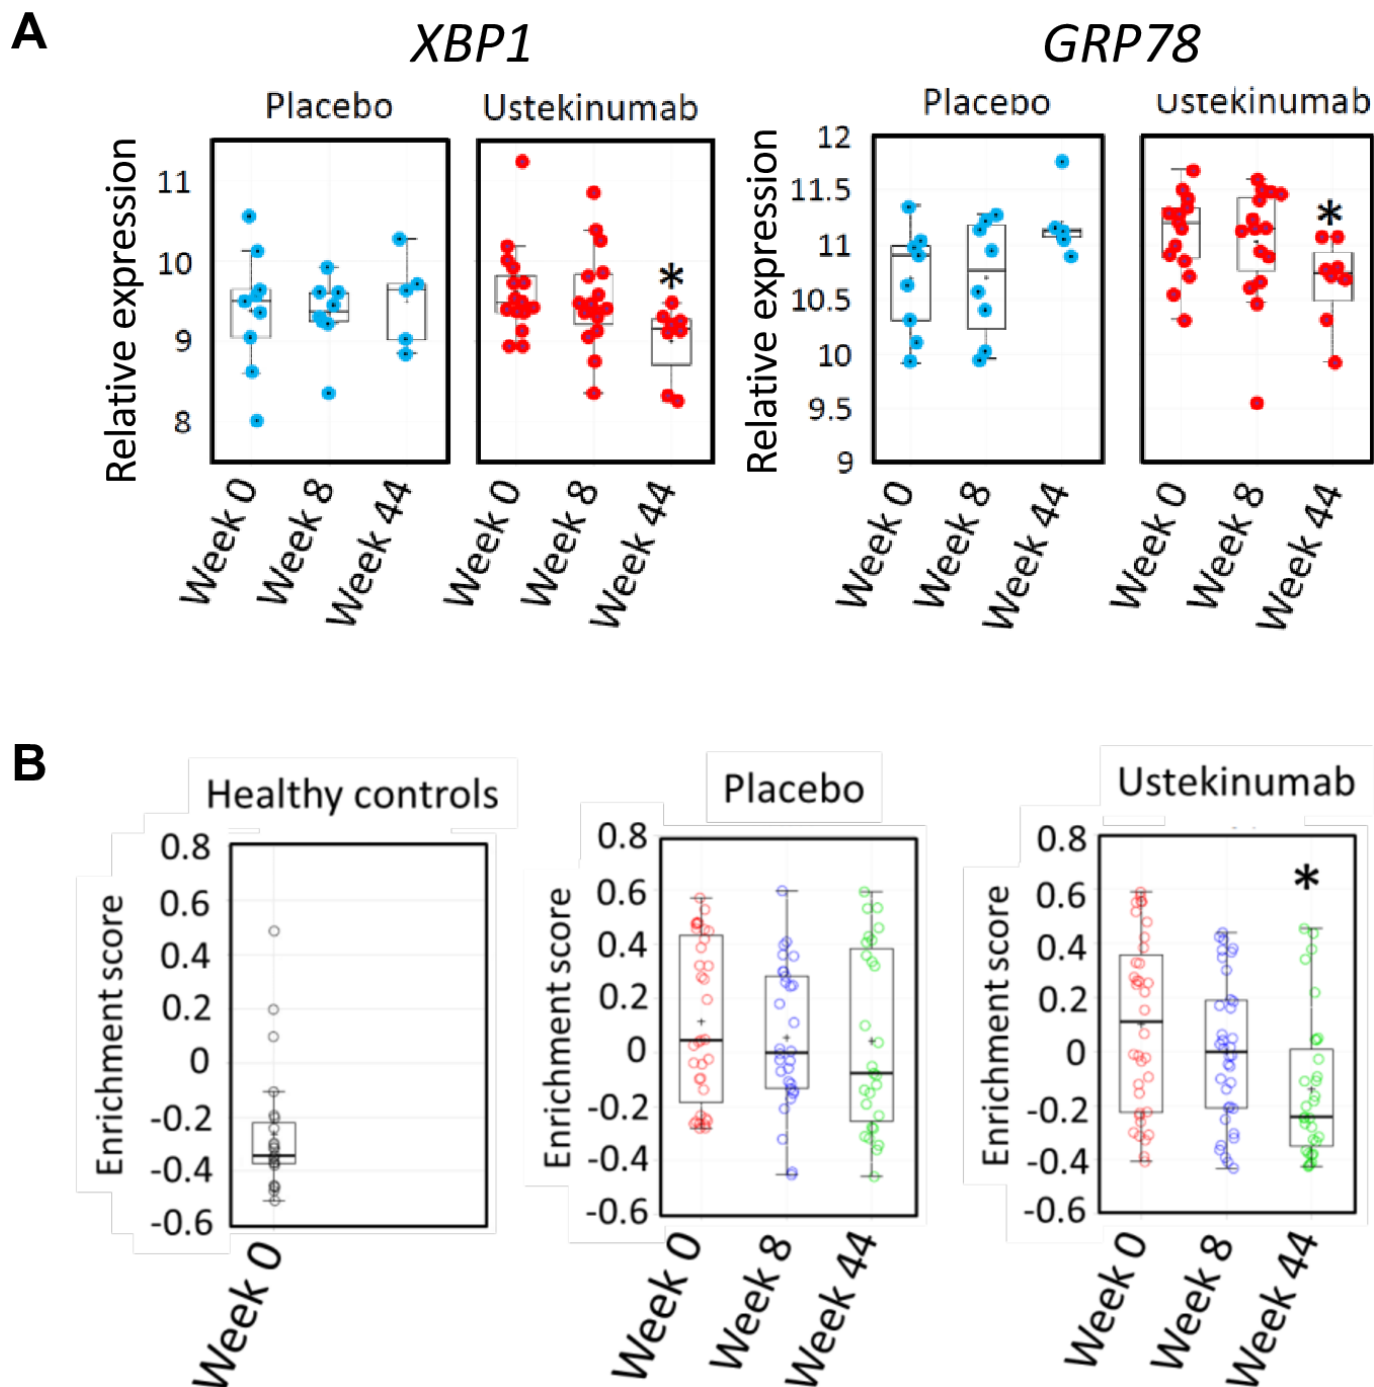 A
XBP1
GRP78
Placebo
Ustekinumab
Placebo
Ustekinumab
Relative expression
11
10
9
8
Relative expression
12
11.5
11
10.5
10
9.5
9
*
*
Week 0
Week 8
Week 44
Week 0
Week 8
Week 44
Week 0
Week 8
Week 44
Week 0
Week 8
Week 44
B
Healthy controls
Placebo
Ustekinumab
Enrichment score
0.8
0.6
0.4
0.2
0
-0.2
-0.4
-0.6
Enrichment score
0.8
0.6
0.4
0.2
0
-0.2
-0.4
-0.6
Enrichment score
0.8
0.6
0.4
0.2
0
-0.2
-0.4
-0.6
*
Week 0
Week 0
Week 8
Week 44
Week 0
Week 8
Week 44